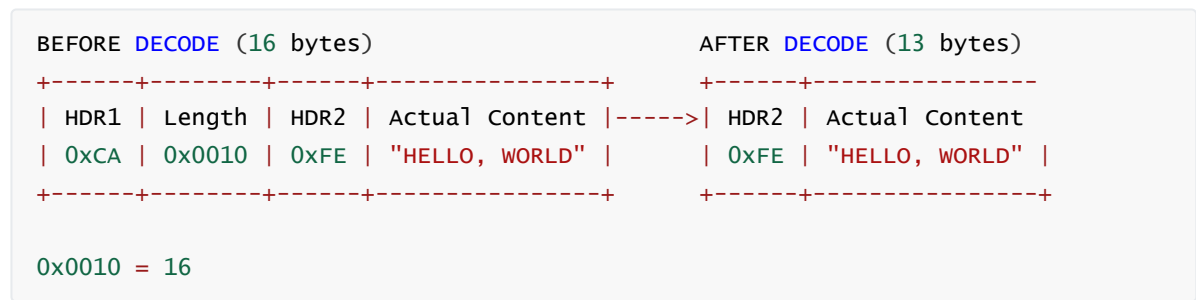 BEFORE DECODE (16 bytes)                    AFTER DECODE (13 bytes)
+------+--------+------+----------------+      +------+----------------
| HDR1 | Length | HDR2 | Actual Content |----->| HDR2 | Actual Content
| 0xCA | 0x0010 | 0xFE | "HELLO, WORLD" |      | 0xFE | "HELLO, WORLD" |
+------+--------+------+----------------+      +------+----------------+
0x0010 = 16